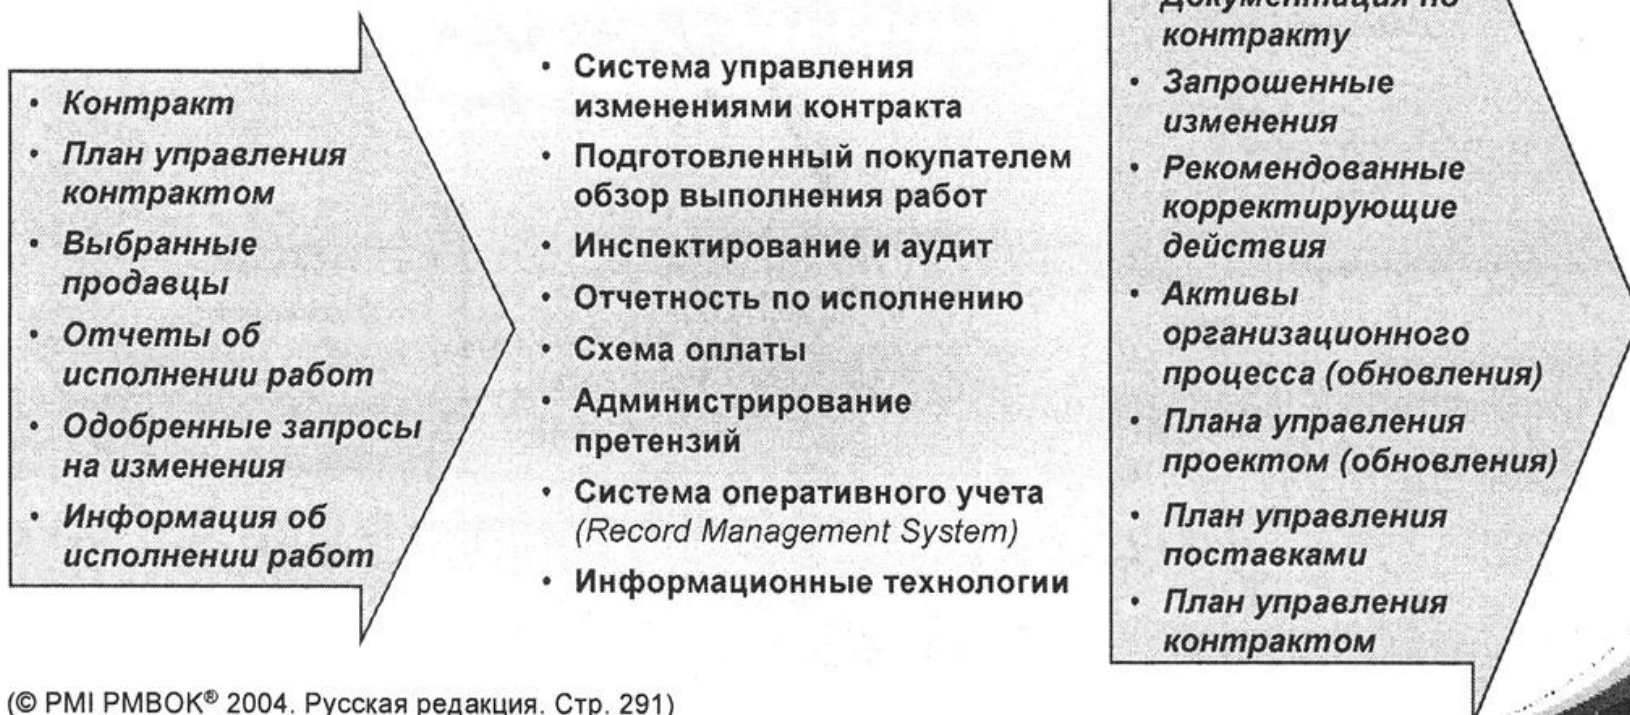 • Контракт
• План управления
контрактом
• Выбранные
продавцы
• Отчеты об
исполнении работ
• Одобренные запросы
на изменения
• Информация об
исполнении работ
• Система управления
изменениями контракта
• Подготовленный покупателем
обзор выполнения работ
• Инспектирование и аудит
• Отчетность по исполнению
• Схема оплаты
• Администрирование
претензий
• Система оперативного учета
(Record Management System)
• Информационные технологии
Документация по
контракту
• Запрошенные
изменения
• Рекомендованные
корректирующие
действия
• Активы
организационного
процесса (обновления)
• Плана управления
проектом (обновления)
• План управления
поставками
• План управления
контрактом
(© PMI PMBOK® 2004. Русская редакция. Стр. 291)